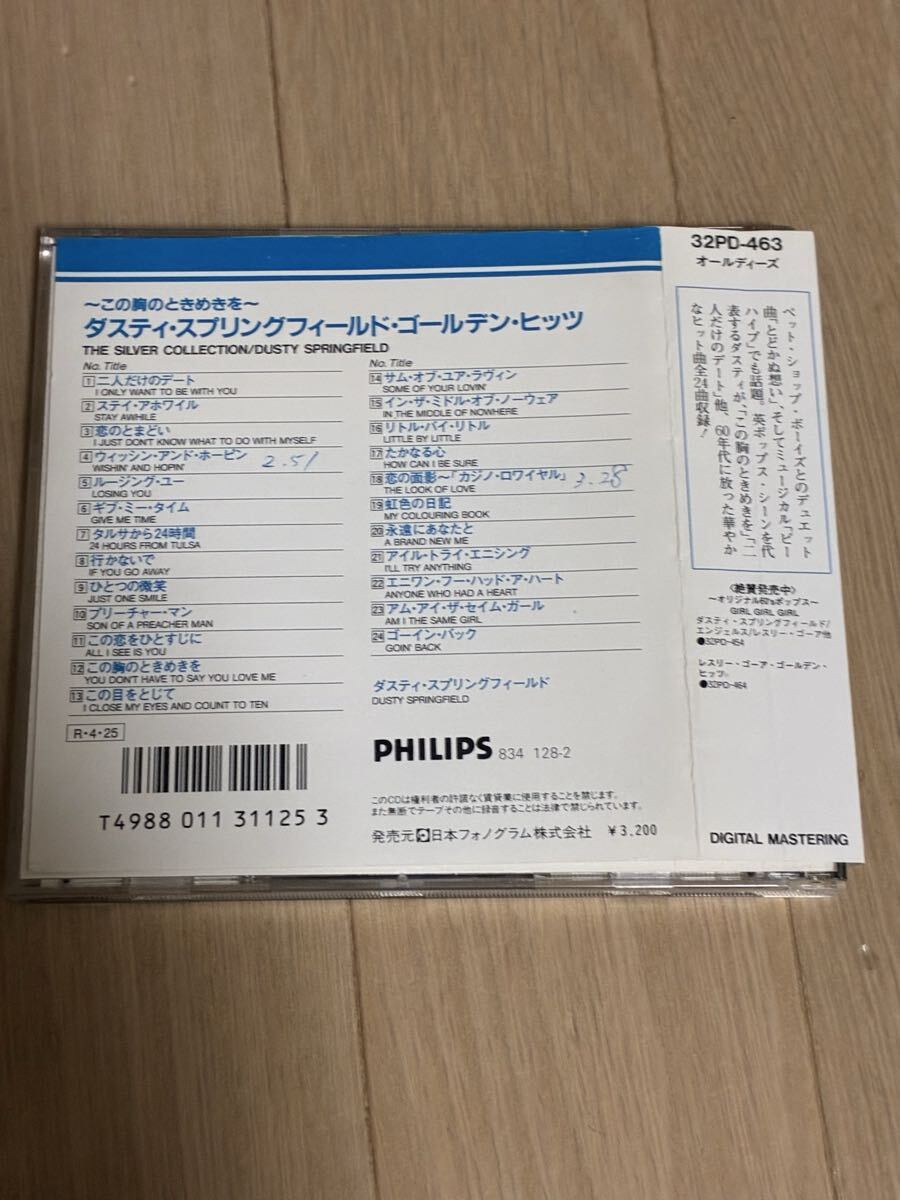 ～この胸のときめきを～
ダスティ・スプリングフィールド・ゴールデン・ヒッツ
THE SILVER COLLECTION/DUSTY SPRINGFIELD
No. Title
1 二人だけのデート
I ONLY WANT TO BE WITH YOU
2 ステイ・アホワイル
STAY AWHILE
3 恋のとまどい
I JUST DON'T KNOW WHAT TO DO WITH MYSELF
4 ウィッシン・アンド・ホーピン 2.51
WISHIN' AND HOPIN'
5 ルージング・ユー
LOSING YOU
6 ギブ・ミー・タイム
GIVE ME TIME
7 タルサから24時間
24 HOURS FROM TULSA
8 行かないで
IF YOU GO AWAY
9 ひとつの微笑
JUST ONE SMILE
10 プリーチャー・マン
SON OF A PREACHER MAN
11 この恋をひとすじに
ALL I SEE IS YOU
12 この胸のときめきを
YOU DON'T HAVE TO SAY YOU LOVE ME
13 この目をとじて
I CLOSE MY EYES AND COUNT TO TEN
No. Title
14 サム・オブ・ユア・ラヴィン
SOME OF YOUR LOVIN'
15 イン・ザ・ミドル・オブ・ノーウェア
IN THE MIDDLE OF NOWHERE
16 リトル・バイ・リトル
LITTLE BY LITTLE
17 たかなる心
HOW CAN I BE SURE
18 恋の面影～「カジノ・ロワイヤル」 3.28
THE LOOK OF LOVE
19 虹色の日記
MY COLOURING BOOK
20 永遠にあなたと
A BRAND NEW ME
21 アイル・トライ・エニシング
I'LL TRY ANYTHING
22 エニワン・フー・ハッド・ア・ハート
ANYONE WHO HAD A HEART
23 アム・アイ・ザ・セイム・ガール
AM I THE SAME GIRL
24 ゴーイン・バック
GOIN' BACK
ダスティ・スプリングフィールド
DUSTY SPRINGFIELD
R・4・25
T4988 011 31125 3
PHILIPS 834 128-2
このCDは権利者の許諾なく賃貸業に使用することを禁じます。
また無断でテープその他に録音することは法律で禁じられています。
発売元 日本フォノグラム株式会社 ￥3,200
32PD-463
オールディーズ
ペット・ショップ・ボーイズとのデュエット
曲「とどかぬ想い」、そしてミュージカル「ビー
ハイブ」でも話題。英ポップス・シーンを代
表するダスティが、「この胸のときめきを」「二
人だけのデート」他、60年代に放った華やか
なヒット曲全24曲収録！
〈絶賛発売中〉
～オリジナル60'sポップス～
GIRL GIRL GIRL
ダスティ・スプリングフィールド/
エンジェルス/レスリー・ゴーア他
●32PD-454
レスリー・ゴーア・ゴールデン・
ヒッツ
●32PD-464
DIGITAL MASTERING